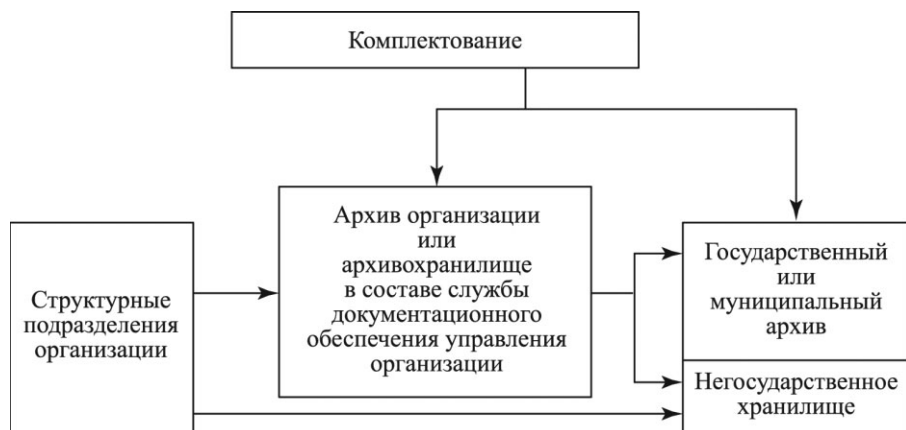 Комплектование
Структурные
подразделения
организации
Архив организации
или
архивохранилище
в составе службы
документационного
обеспечения управления
организации
Государственный
или
муниципальный
архив
Негосударственное
хранилище